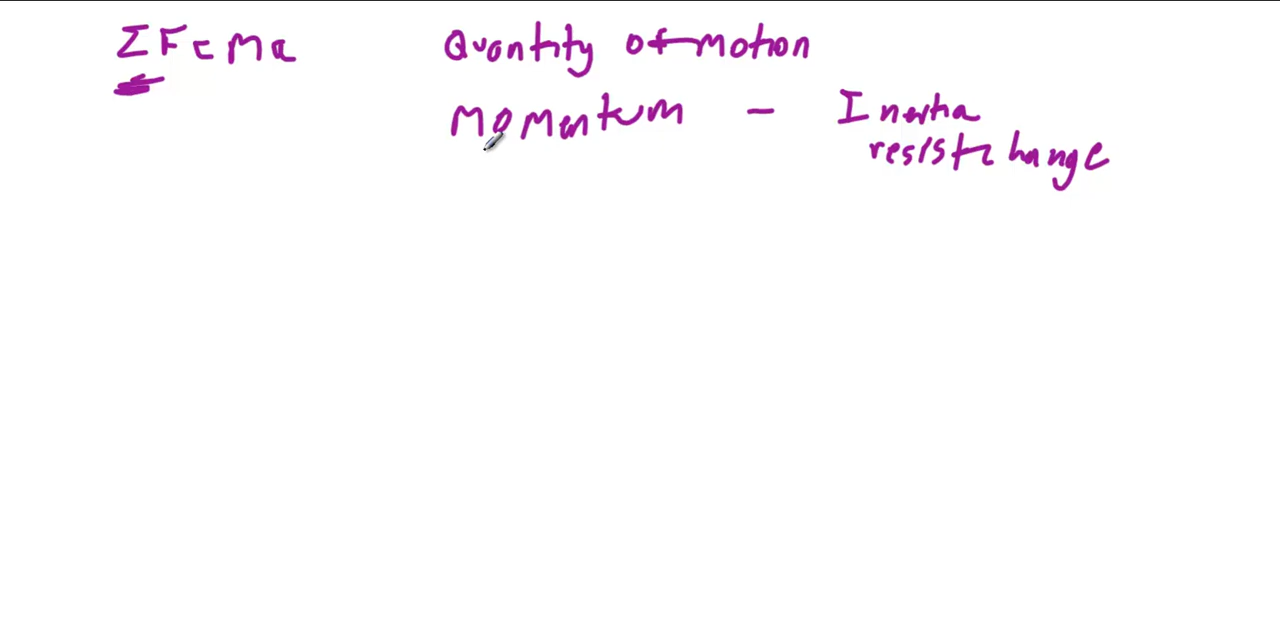 ΣF = ma
Quantity of motion
Momentum - Inertia
resist change